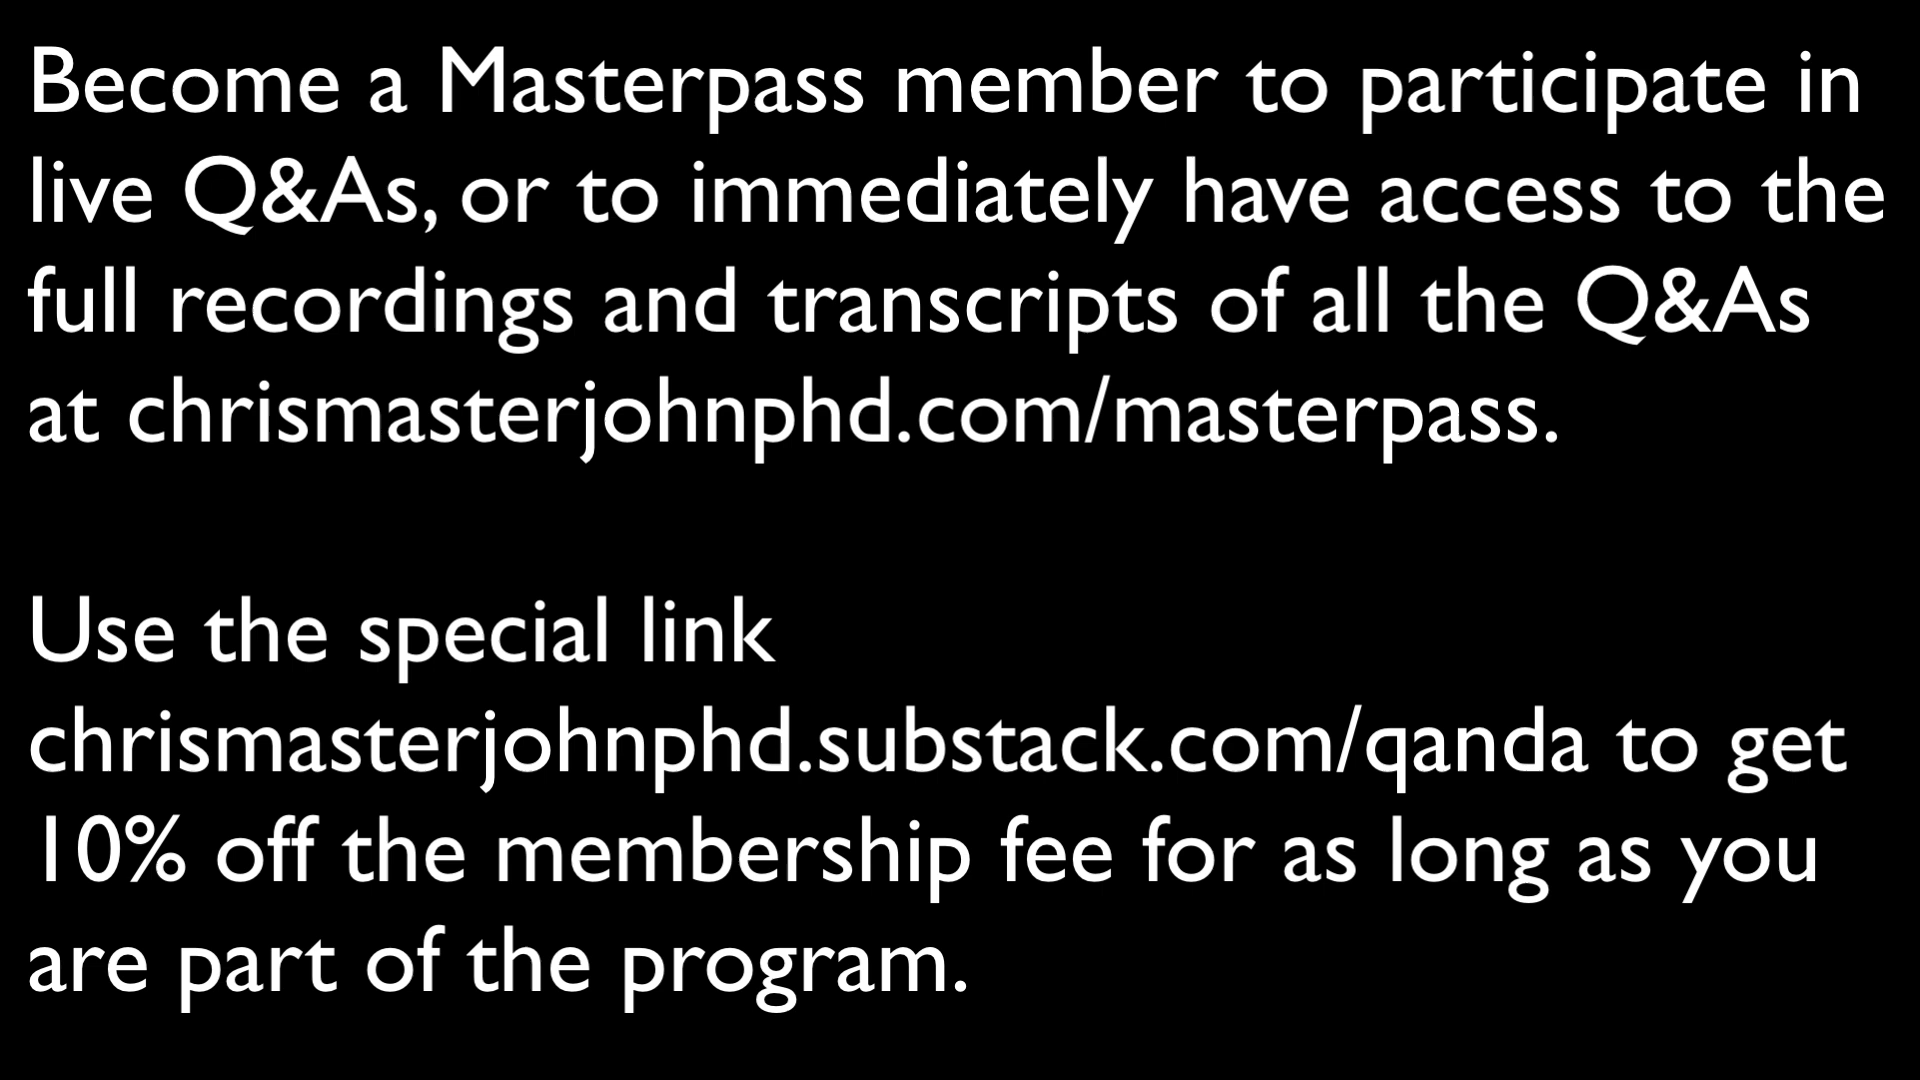 Become a Masterpass member to participate in
live Q&As, or to immediately have access to the
full recordings and transcripts of all the Q&As
at chrismasterjohnphd.com/masterpass.
Use the special link
chrismasterjohnphd.substack.com/qanda to get
10% off the membership fee for as long as you
are part of the program.